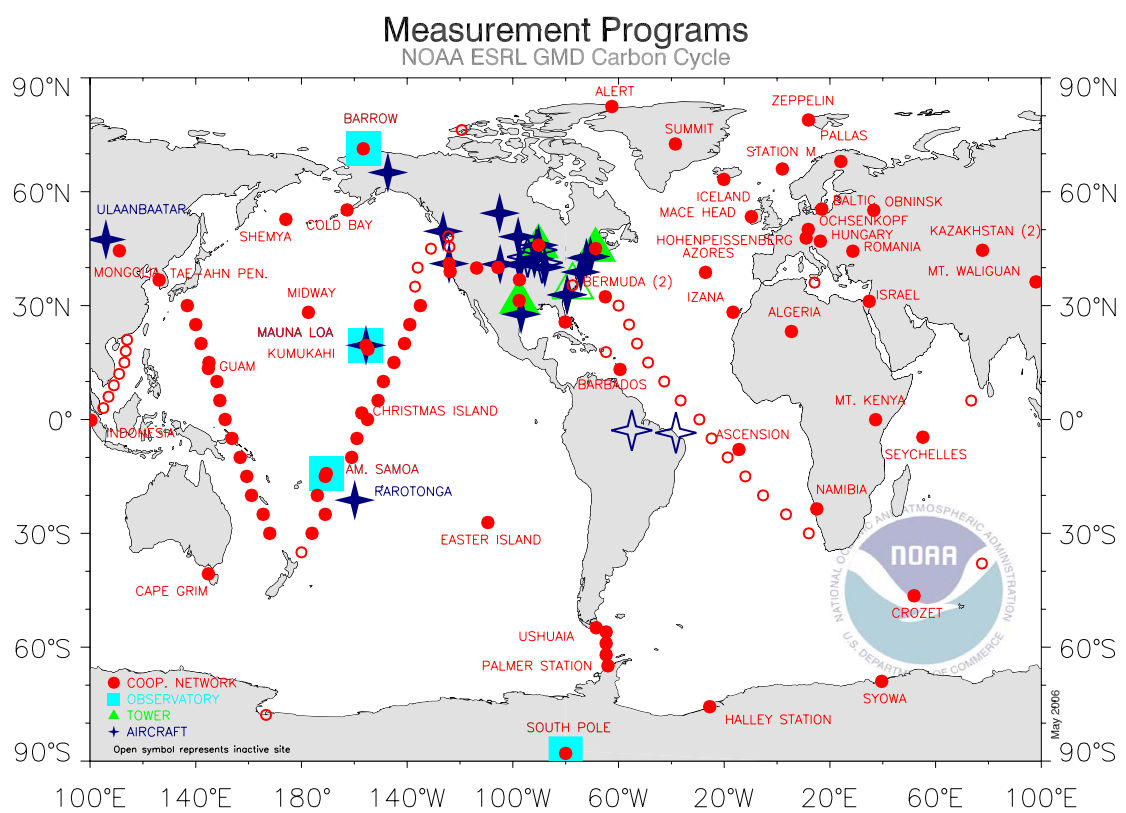 Measurement Programs
NOAA ESRL GMD Carbon Cycle
90°N
90°N
ALERT
ZEPPELIN
BARROW
SUMMIT
PALLAS
STATION M
60°N
60°N
ICELAND
ULAANBAATAR
BALTIC
OBNINSK
MACE HEAD
OCHSENKOPF
COLD BAY
SHEMYA
KAZAKHSTAN (2)
HOHENPEISSENBERG
HUNGARY
ROMANIA
AZORES
MONGOLIA
TAE-AHN PEN.
MT. WALIGUAN
BERMUDA (2)
MIDWAY
IZANA
ISRAEL
30°N
30°N
ALGERIA
MAUNA LOA
KUMUKAHI
GUAM
BARBADOS
MT. KENYA
CHRISTMAS ISLAND
0°
0°
INDONESIA
ASCENSION
SEYCHELLES
AM. SAMOA
RAROTONGA
NAMIBIA
30°S
30°S
EASTER ISLAND
NATIONAL OCEANIC AND ATMOSPHERIC ADMINISTRATION
NOAA
U.S. DEPARTMENT OF COMMERCE
CAPE GRIM
CROZET
USHUAIA
60°S
60°S
PALMER STATION
COOP. NETWORK
OBSERVATORY
TOWER
AIRCRAFT
Open symbol represents inactive site
SYOWA
HALLEY STATION
SOUTH POLE
May 2006
90°S
90°S
100°E
140°E
180°
140°W
100°W
60°W
20°W
20°E
60°E
100°E